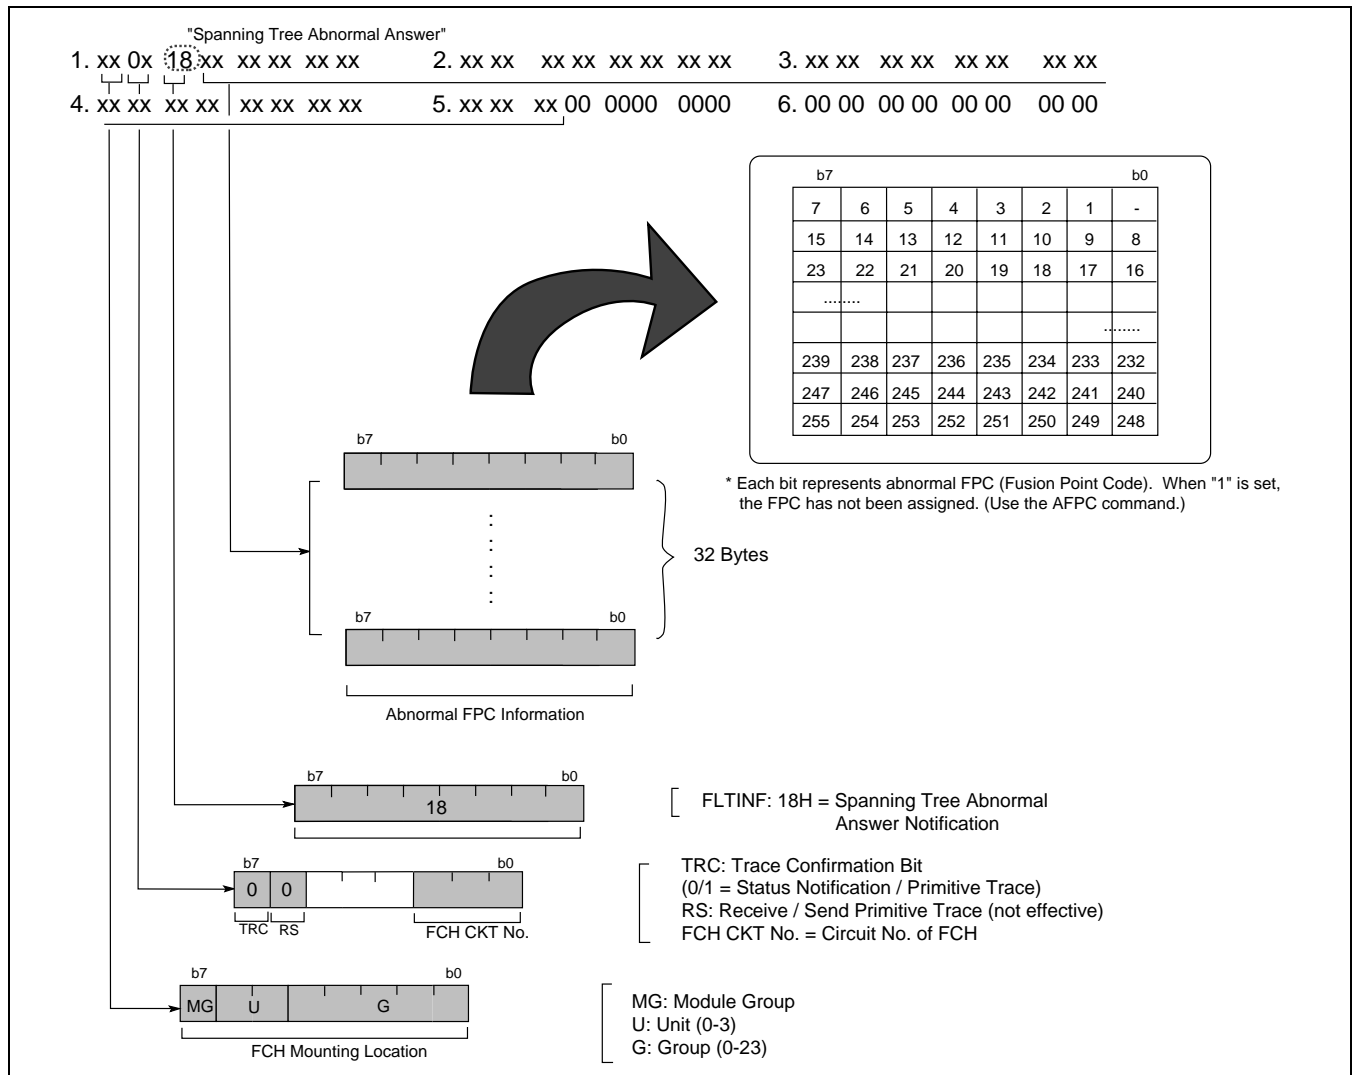 "Spanning Tree Abnormal Answer"
1. xx 0x 18 xx xx xx xx xx 2. xx xx xx xx xx xx xx xx 3. xx xx xx xx xx xx xx xx
4. xx xx xx xx xx xx xx xx 5. xx xx xx 00 0000 0000 6. 00 00 00 00 00 00 00 00
b7 b0
7 6 5 4 3 2 1 -
15 14 13 12 11 10 9 8
23 22 21 20 19 18 17 16
........
........
239 238 237 236 235 234 233 232
247 246 245 244 243 242 241 240
255 254 253 252 251 250 249 248
* Each bit represents abnormal FPC (Fusion Point Code). When "1" is set,
the FPC has not been assigned. (Use the AFPC command.)
b7 b0
32 Bytes
b7 b0
Abnormal FPC Information
b7 b0
18
FLTINF: 18H = Spanning Tree Abnormal
Answer Notification
b7 b0
0 0
TRC RS FCH CKT No.
TRC: Trace Confirmation Bit
(0/1 = Status Notification / Primitive Trace)
RS: Receive / Send Primitive Trace (not effective)
FCH CKT No. = Circuit No. of FCH
b7 b0
MG U G
FCH Mounting Location
MG: Module Group
U: Unit (0-3)
G: Group (0-23)